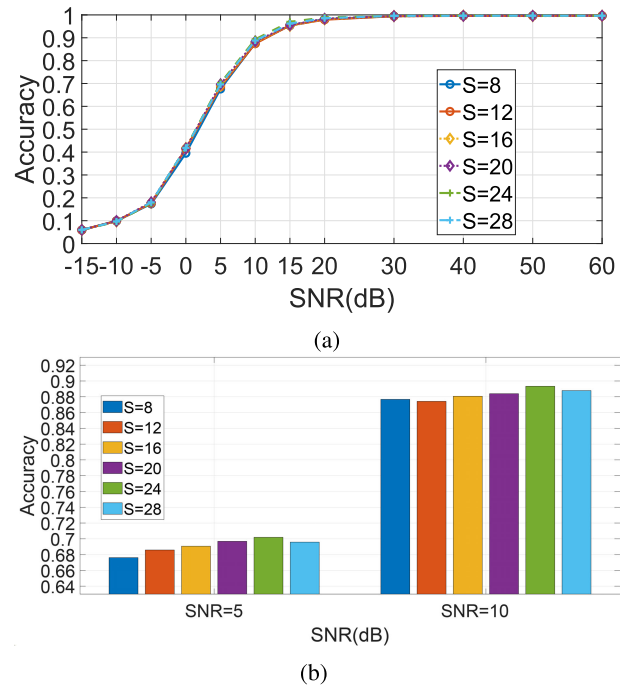 1
0.9
0.8
0.7
0.6
0.5
0.4
0.3
0.2
0.1
0
Accuracy
S=8
S=12
S=16
S=20
S=24
S=28
-15 -10 -5 0 5 10 15 20 30 40 50 60
SNR(dB)
(a)
0.92
0.9
0.88
0.86
0.84
0.82
0.8
0.78
0.76
0.74
0.72
0.7
0.68
0.66
0.64
Accuracy
S=8
S=12
S=16
S=20
S=24
S=28
SNR=5 SNR=10
SNR(dB)
(b)